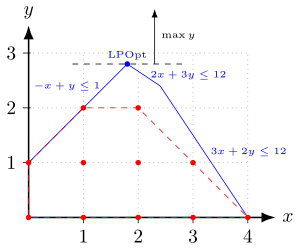 y
max y
LPOpt
3
−x + y ≤ 1
2x + 3y ≤ 12
2
3x + 2y ≤ 12
1
x
1 2 3 4